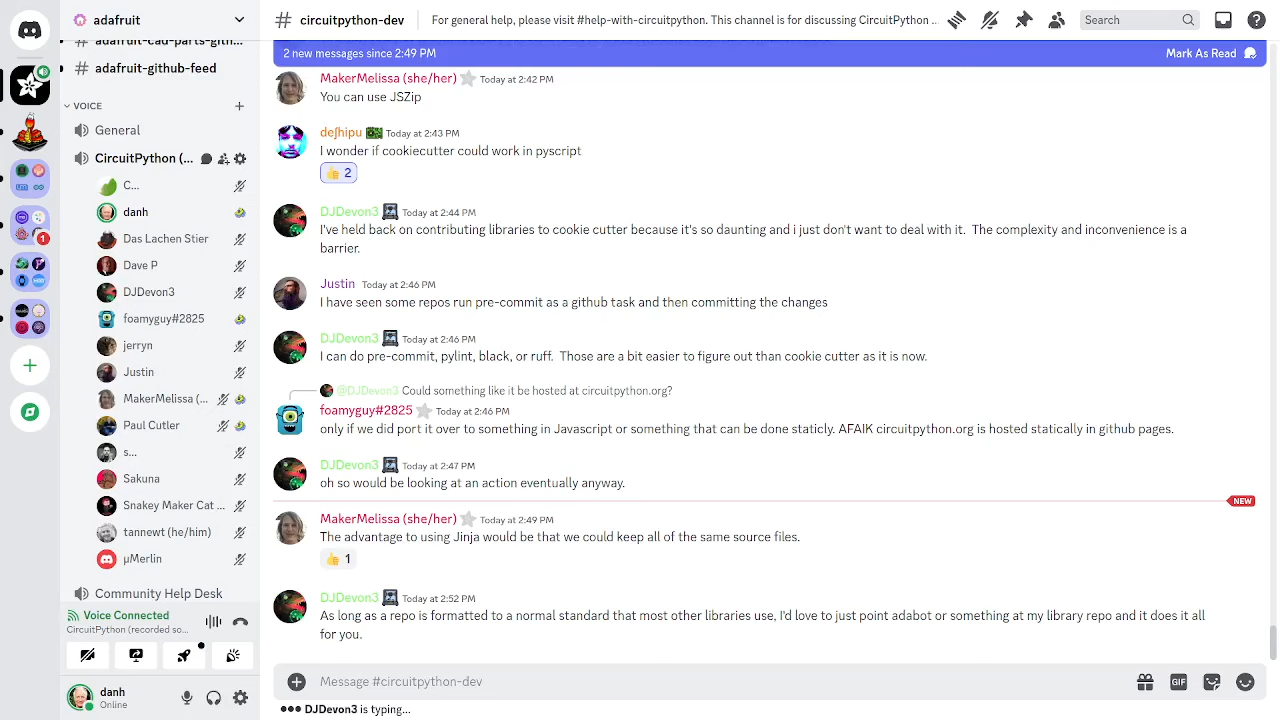 adafruit
adafruit-cad-parts-gith...
# adafruit-github-feed
VOICE
General
CircuitPython (...
C...
danh
Das Lachen Stier
Dave P
DJDevon3
foamyguy#2825
jerryn
Justin
MakerMelissa (...
Paul Cutler
s...
Sakuna
Snakey Maker Cat ...
tannewt (he/him)
μMerlin
Community Help Desk
Voice Connected
CircuitPython (recorded so...
danh
Online
1
# circuitpython-dev
For general help, please visit #help-with-circuitpython. This channel is for discussing CircuitPython ...
Search
2 new messages since 2:49 PM
Mark As Read
MakerMelissa (she/her) Today at 2:42 PM
You can use JSZip
deʃhipu Today at 2:43 PM
I wonder if cookiecutter could work in pyscript
2
DJDevon3 Today at 2:44 PM
I've held back on contributing libraries to cookie cutter because it's so daunting and i just don't want to deal with it. The complexity and inconvenience is a
barrier.
Justin Today at 2:46 PM
I have seen some repos run pre-commit as a github task and then committing the changes
DJDevon3 Today at 2:46 PM
I can do pre-commit, pylint, black, or ruff. Those are a bit easier to figure out than cookie cutter as it is now.
@DJDevon3 Could something like it be hosted at circuitpython.org?
foamyguy#2825 Today at 2:46 PM
only if we did port it over to something in Javascript or something that can be done staticly. AFAIK circuitpython.org is hosted statically in github pages.
DJDevon3 Today at 2:47 PM
oh so would be looking at an action eventually anyway.
NEW
MakerMelissa (she/her) Today at 2:49 PM
The advantage to using Jinja would be that we could keep all of the same source files.
1
DJDevon3 Today at 2:52 PM
As long as a repo is formatted to a normal standard that most other libraries use, I'd love to just point adabot or something at my library repo and it does it all
for you.
Message #circuitpython-dev
GIF
DJDevon3 is typing...